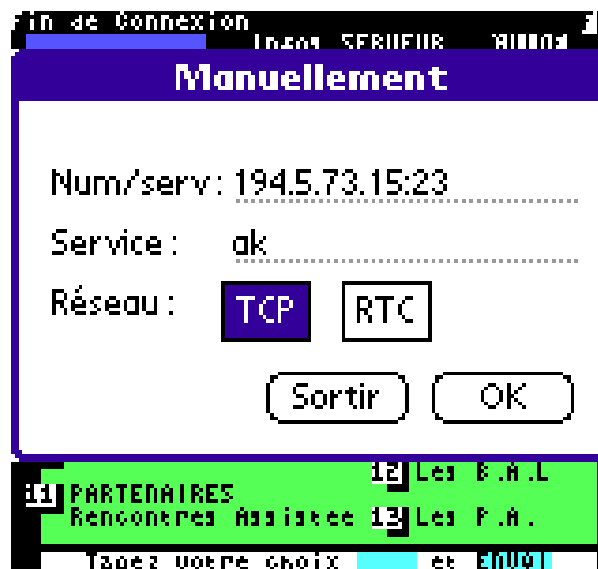 Fin de Connexion
Infos SERVEUR
Manuellement
Num/serv : 194.5.73.15:23
Service : ak
Réseau : TCP RTC
Sortir OK
12 Les B.A.L
11 PARTENAIRES
Rencontres Assistee 13 Les P.A.
Tapez votre choix et ENVOI